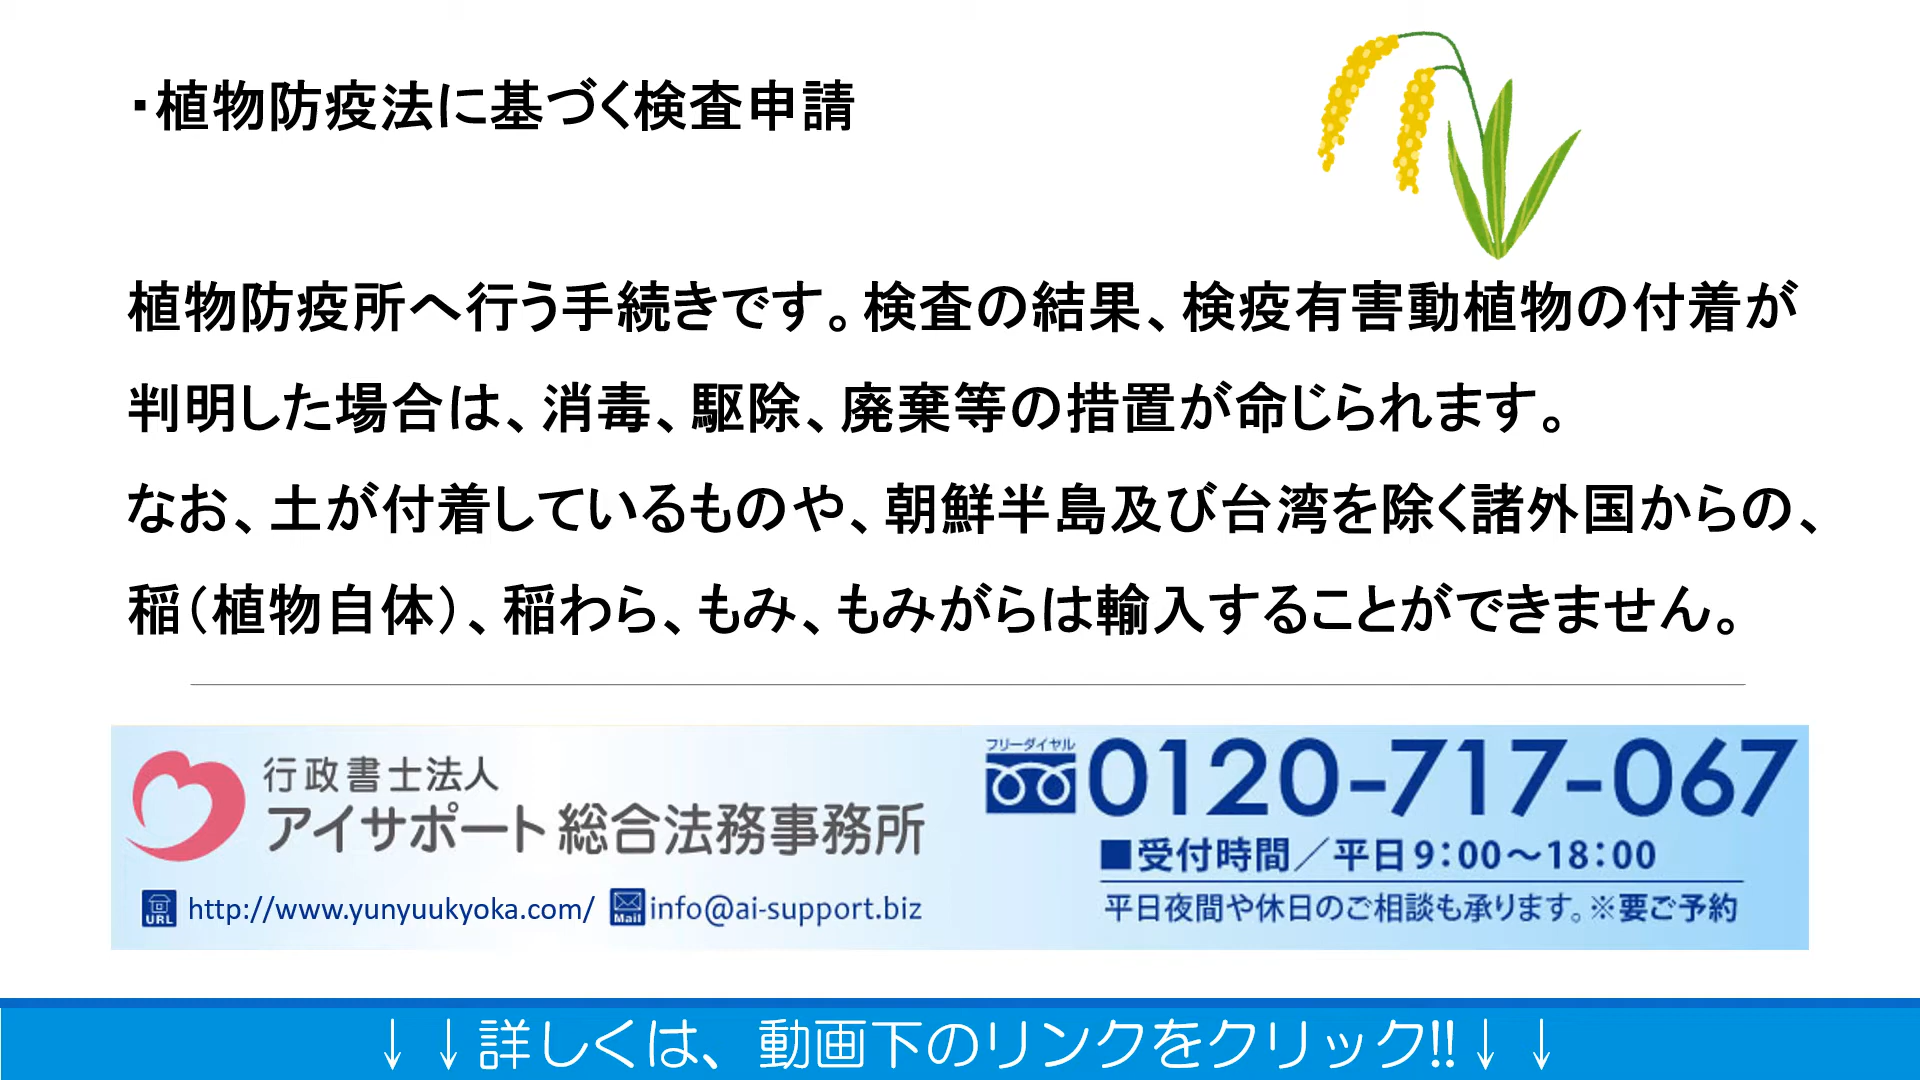 ・植物防疫法に基づく検査申請
植物防疫所へ行う手続きです。検査の結果、検疫有害動植物の付着が
判明した場合は、消毒、駆除、廃棄等の措置が命じられます。
なお、土が付着しているものや、朝鮮半島及び台湾を除く諸外国からの、
稲(植物自体)、稲わら、もみ、もみがらは輸入することができません。
行政書士法人
アイサポート総合法務事務所
URL http://www.yunyuukyoka.com/ Mail info@ai-support.biz
フリーダイヤル
0120-717-067
■受付時間／平日9:00～18:00
平日夜間や休日のご相談も承ります。※要ご予約
↓↓詳しくは、動画下のリンクをクリック!!↓↓